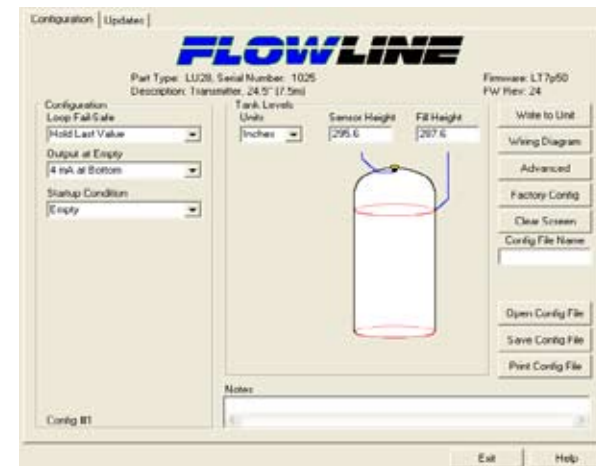 Configuration Updates
FLOWLINE
Part Type: LU28, Serial Number: 1025
Description: Transmitter, 24.5" (7.5m)
Firmware: LT7p50
FW Rev: 24
Configuration
Loop Fail-Safe
Hold Last Value
Output at Empty
4 mA at Bottom
Startup Condition
Empty
Config #1
Tank Levels
Units
Inches
Sensor Height
295.6
Fill Height
287.6
Notes
Write to Unit
Wiring Diagram
Advanced
Factory Config
Clear Screen
Config File Name
Open Config File
Save Config File
Print Config File
Exit Help